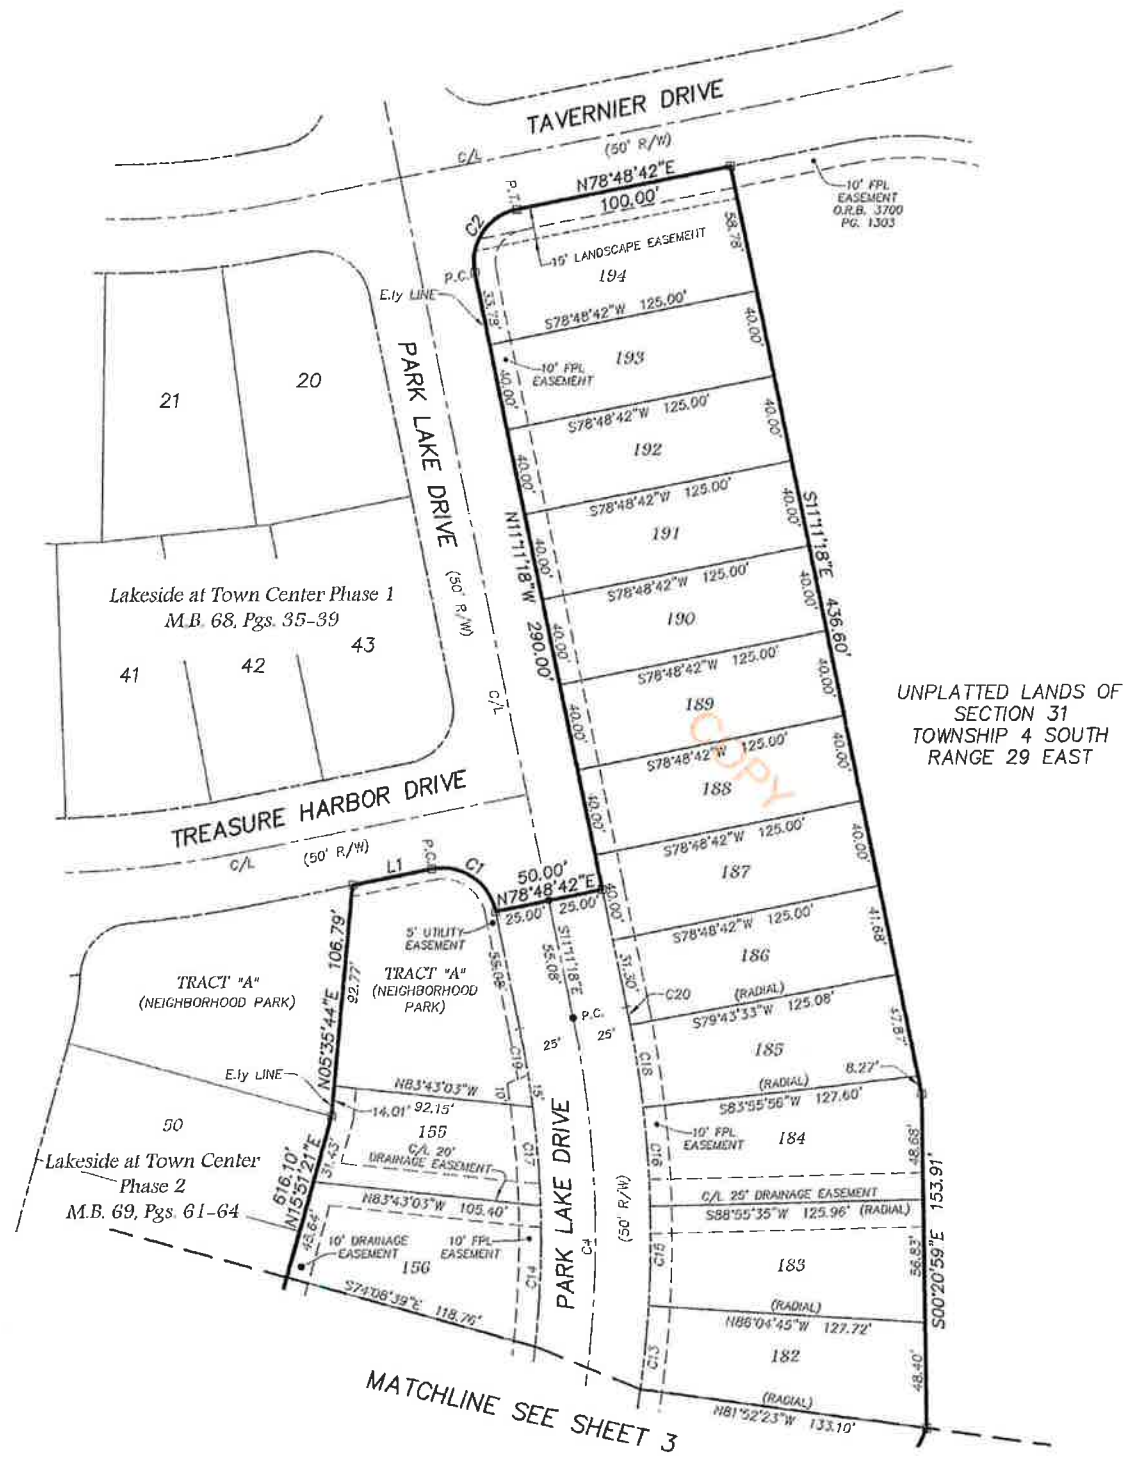 TAVERNIER DRIVE
(50' R/W)
C/L
N78°48'42"E
100.00'
P.T.
C2
P.C.
10' FPL
EASEMENT
O.R.B. 3700
PG. 1303
58.78'
15' LANDSCAPE EASEMENT
194
E.ly LINE
33.73'
S78°48'42"W 125.00'
40.00'
193
10' FPL
EASEMENT
40.00'
S78°48'42"W 125.00'
40.00'
192
40.00'
S78°48'42"W 125.00'
40.00'
191
40.00'
S78°48'42"W 125.00'
40.00'
190
40.00'
S78°48'42"W 125.00'
40.00'
189
40.00'
S78°48'42"W 125.00'
40.00'
188
40.00'
S78°48'42"W 125.00'
40.00'
187
40.00'
S78°48'42"W 125.00'
41.68'
186
31.30'
C20
(RADIAL)
S79°43'33"W 125.08'
37.87'
185
C18
8.27'
(RADIAL)
S83°55'56"W 127.60'
184
10' FPL
EASEMENT
C16
48.68'
C/L 25' DRAINAGE EASEMENT
S88°55'35"W 125.96' (RADIAL)
C15
183
56.83'
(RADIAL)
N86°04'45"W 127.72'
182
C13
48.40'
(RADIAL)
N81°52'23"W 133.10'
S11°11'18"E 436.60'
S00°20'59"E 153.91'
N11°11'18"W 290.00'
COPY
UNPLATTED LANDS OF
SECTION 31
TOWNSHIP 4 SOUTH
RANGE 29 EAST
PARK LAKE DRIVE
(50' R/W)
C/L
21
20
Lakeside at Town Center Phase 1
M.B. 68, Pgs. 35-39
41
42
43
TREASURE HARBOR DRIVE
(50' R/W)
C/L
P.C.
L1
C1
50.00'
N78°48'42"E
25.00'
25.00'
S11°11'18"E
55.08'
P.C.
25'
25'
5' UTILITY
EASEMENT
55.08'
TRACT "A"
(NEIGHBORHOOD PARK)
TRACT "A"
(NEIGHBORHOOD
PARK)
N05°35'44"E 106.79'
92.77'
C19
10'
15'
E.ly LINE
N83°43'03"W
92.15'
14.01'
155
C/L 20'
DRAINAGE EASEMENT
C17
31.43'
50
Lakeside at Town Center
Phase 2
M.B. 69, Pgs. 61-64
616.10'
N15°51'21"E
N83°43'03"W 105.40'
48.64'
10' DRAINAGE
EASEMENT
10' FPL
EASEMENT
156
C14
S74°08'39"E 118.76'
PARK LAKE DRIVE
(50' R/W)
C4
MATCHLINE SEE SHEET 3